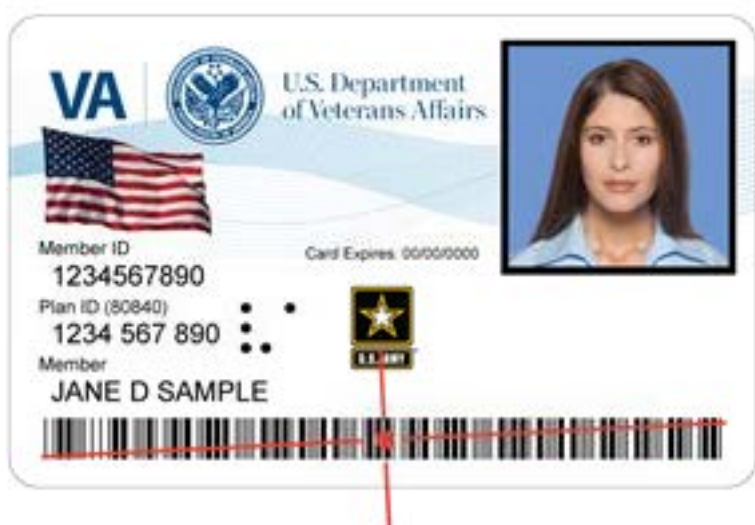 VA
U.S. Department
of Veterans Affairs
Member ID
Card Expires: 00/00/0000
1234567890
Plan ID (80840)
1234 567 890
U.S. ARMY
Member
JANE D SAMPLE